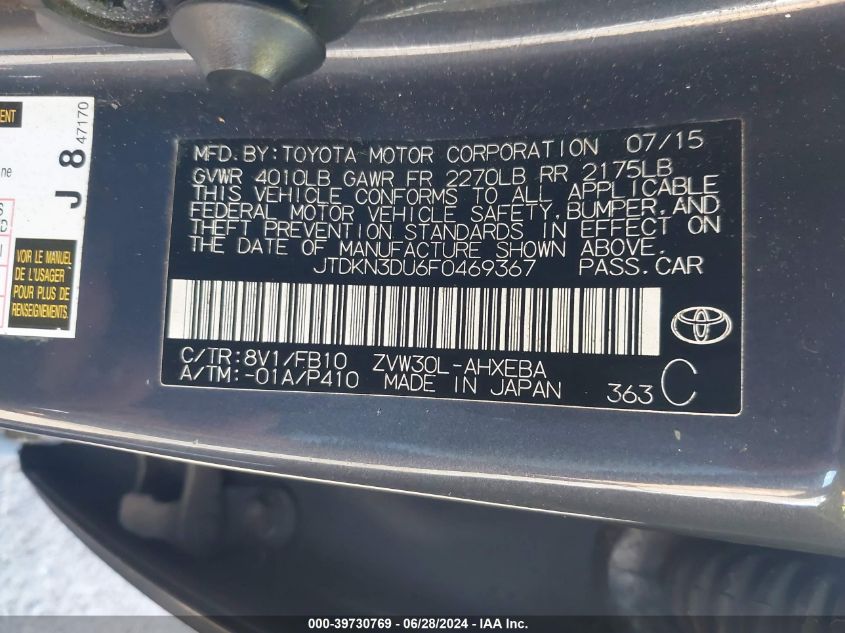 MFD. BY: TOYOTA MOTOR CORPORATION 07/15
GVWR 4010LB GAWR FR 2270LB RR 2175LB
THIS VEHICLE CONFORMS TO ALL APPLICABLE
FEDERAL MOTOR VEHICLE SAFETY, BUMPER, AND
THEFT PREVENTION STANDARDS IN EFFECT ON
THE DATE OF MANUFACTURE SHOWN ABOVE.
JTDKN3DU6F0469367 PASS. CAR
C/TR: 8V1/FB10 ZVW30L-AHXEBA
A/TM: -01A/P410 MADE IN JAPAN 363 C
J 8 47170
VOIR LE MANUEL
DE L'USAGER
POUR PLUS DE
RENSEIGNEMENTS.
000-39730769 - 06/28/2024 - IAA Inc.